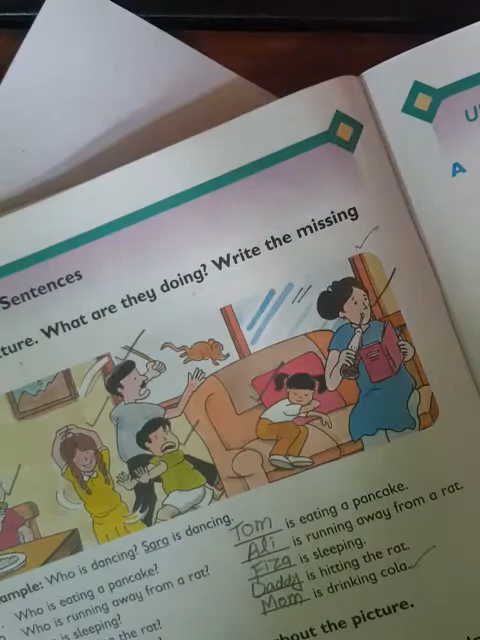 U
A
Sentences
ture. What are they doing? Write the missing
ample: Who is dancing? Sara is dancing.
Who is eating a pancake? Tom is eating a pancake.
Who is running away from a rat? Ali is running away from a rat.
is sleeping? Fiza is sleeping.
the rat? Daddy is hitting the rat.
Mom is drinking cola.
about the picture.